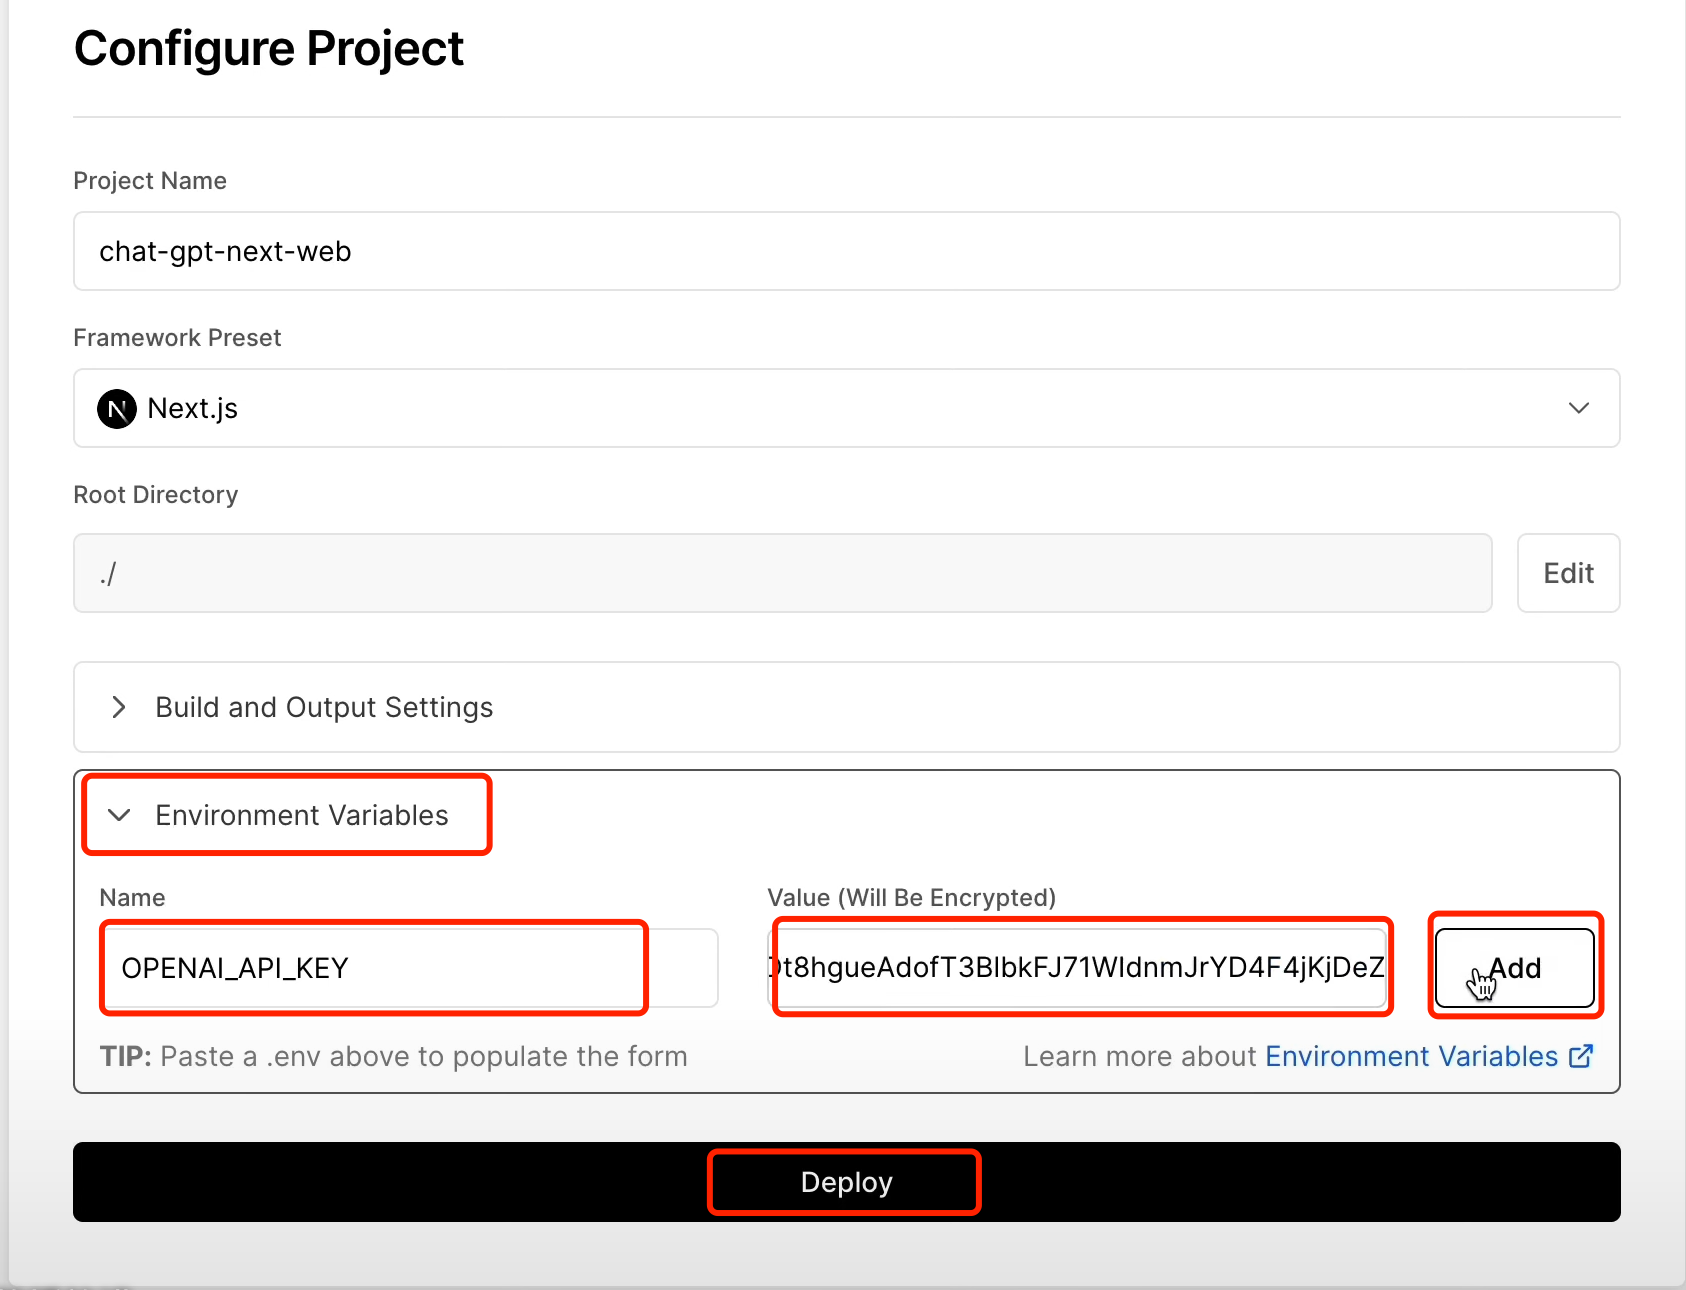 Configure Project
Project Name
chat-gpt-next-web
Framework Preset
Next.js
Root Directory
./
Edit
Build and Output Settings
Environment Variables
Name
Value (Will Be Encrypted)
OPENAI_API_KEY
Add
TIP: Paste a .env above to populate the form
Learn more about Environment Variables
Deploy